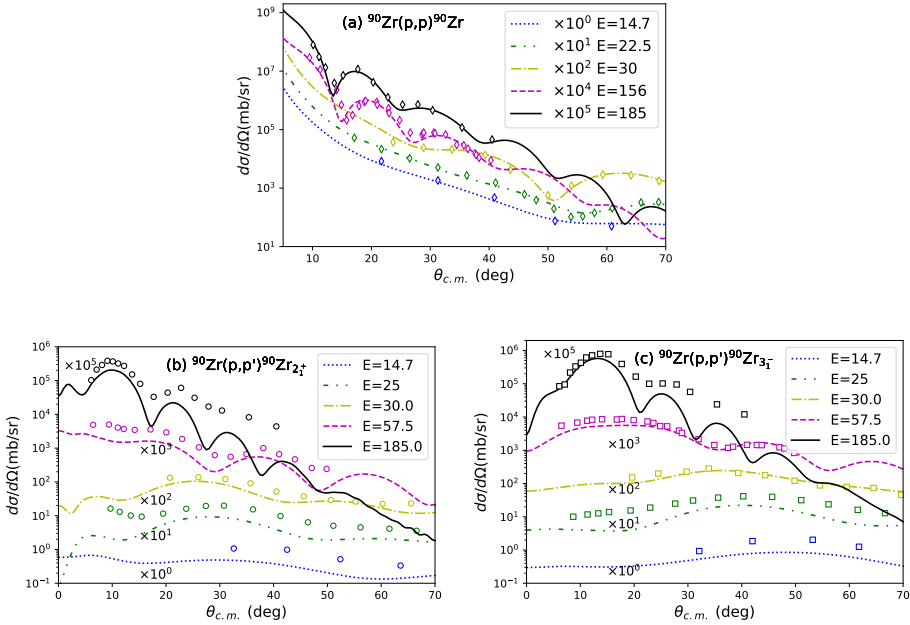 (a) ⁹⁰Zr(p,p)⁹⁰Zr
×10⁰ E=14.7
×10¹ E=22.5
×10² E=30
×10⁴ E=156
×10⁵ E=185
10⁹
10⁷
10⁵
10³
10¹
dσ/dΩ(mb/sr)
10 20 30 40 50 60 70
θc.m. (deg)
(b) ⁹⁰Zr(p,p')⁹⁰Zr2₁⁺
E=14.7
E=25
E=30.0
E=57.5
E=185.0
×10⁵
×10³
×10²
×10¹
×10⁰
10⁶
10⁵
10⁴
10³
10²
10¹
10⁰
10⁻¹
dσ/dΩ(mb/sr)
0 10 20 30 40 50 60 70
θc.m. (deg)
(c) ⁹⁰Zr(p,p')⁹⁰Zr3₁⁻
E=14.7
E=25
E=30.0
E=57.5
E=185.0
×10⁵
×10³
×10²
×10¹
×10⁰
10⁶
10⁵
10⁴
10³
10²
10¹
10⁰
10⁻¹
dσ/dΩ(mb/sr)
0 10 20 30 40 50 60 70
θc.m. (deg)